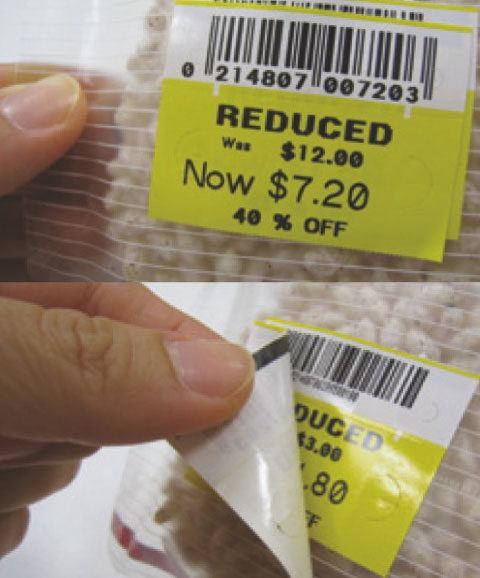 0 214807 007203
REDUCED
Was $12.00
Now $7.20
40 % OFF
DUCED
$3.00
.80
FF